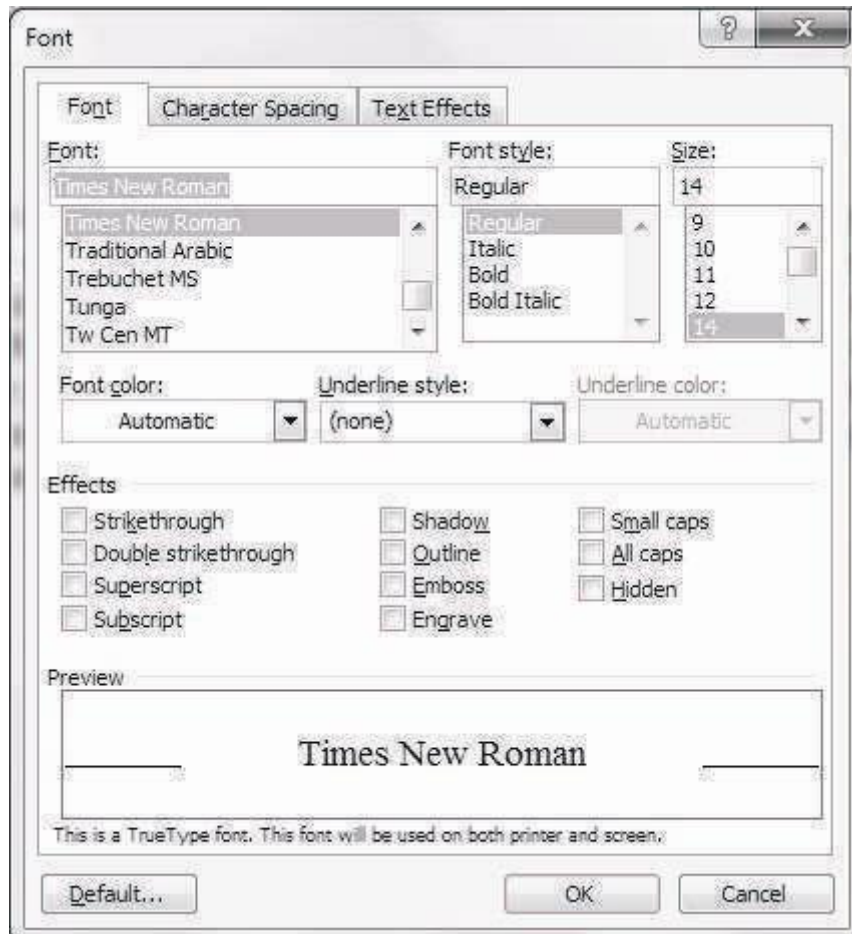 Font
? X
Font Character Spacing Text Effects
Font: Font style: Size:
Times New Roman Regular 14
Times New Roman Regular 9
Traditional Arabic Italic 10
Trebuchet MS Bold 11
Tunga Bold Italic 12
Tw Cen MT 14
Font color: Underline style: Underline color:
Automatic (none) Automatic
Effects
Strikethrough Shadow Small caps
Double strikethrough Outline All caps
Superscript Emboss Hidden
Subscript Engrave
Preview
Times New Roman
This is a TrueType font. This font will be used on both printer and screen.
Default... OK Cancel